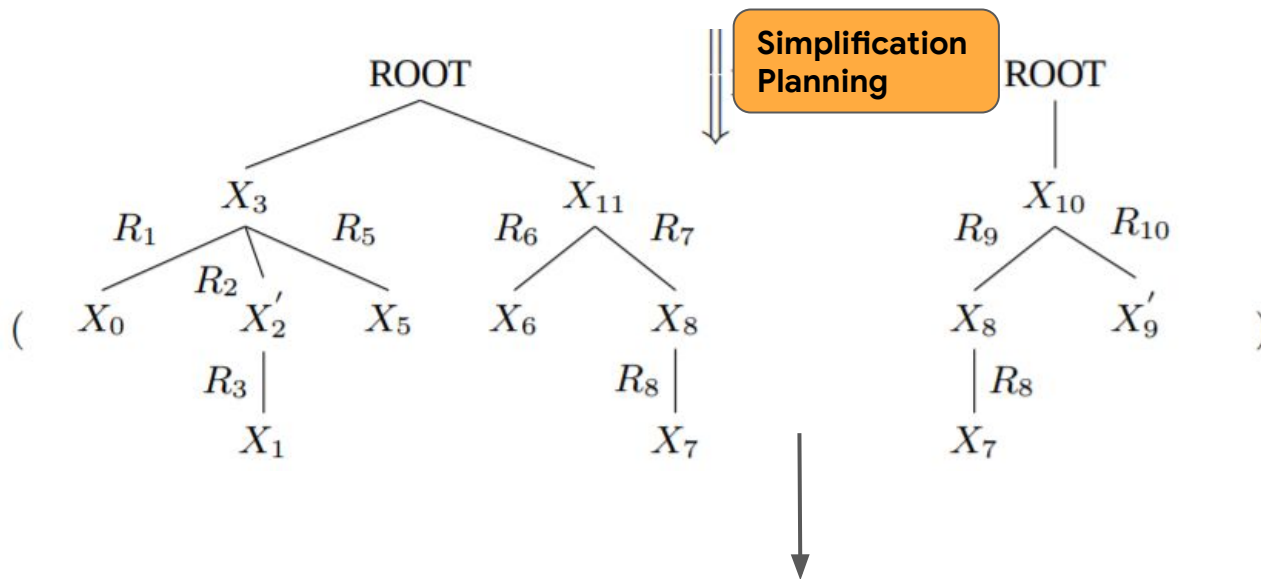 Simplification
Planning
ROOT ROOT
X₃ X₁₁ X₁₀
R₁ R₅ R₆ R₇ R₉ R₁₀
R₂
( X₀ X₂′ X₅ X₆ X₈ X₈ X₉′ )
R₃ R₈ R₈
X₁ X₇ X₇